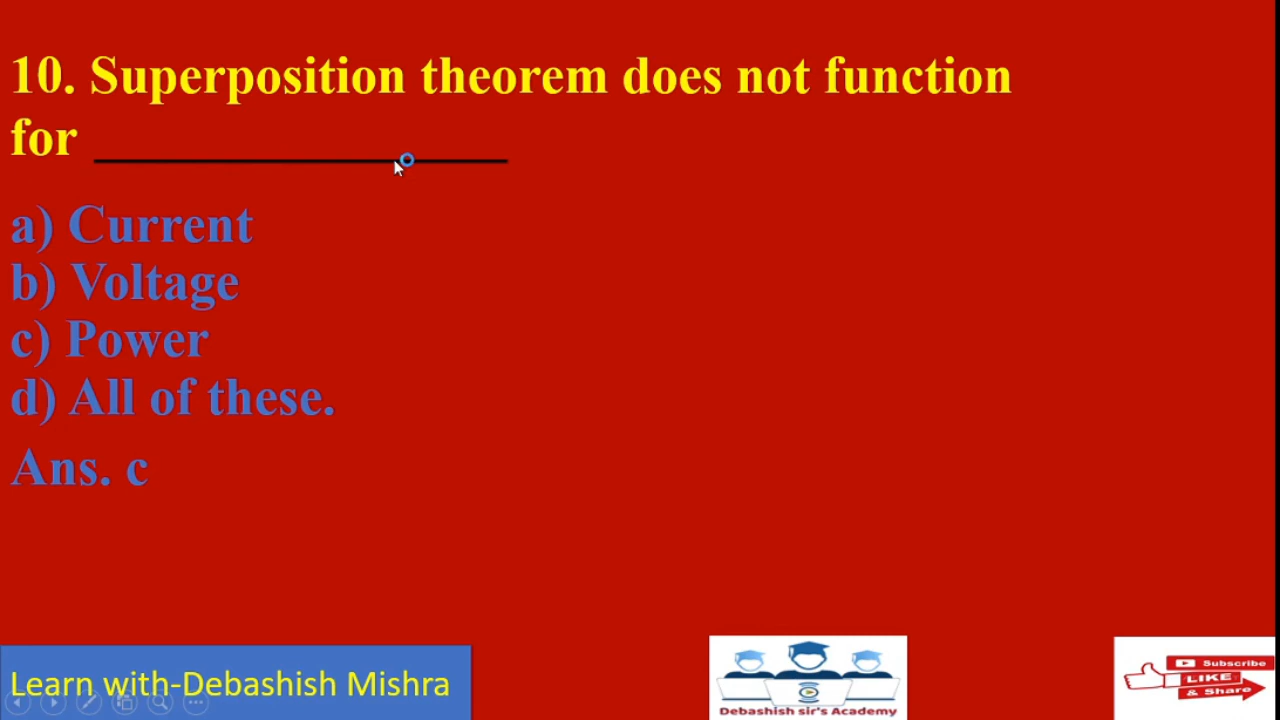 10. Superposition theorem does not function
for
a) Current
b) Voltage
c) Power
d) All of these.
Ans. c
Learn with-Debashish Mishra
Debashish sir's Academy
Subscribe
LIKE
& Share